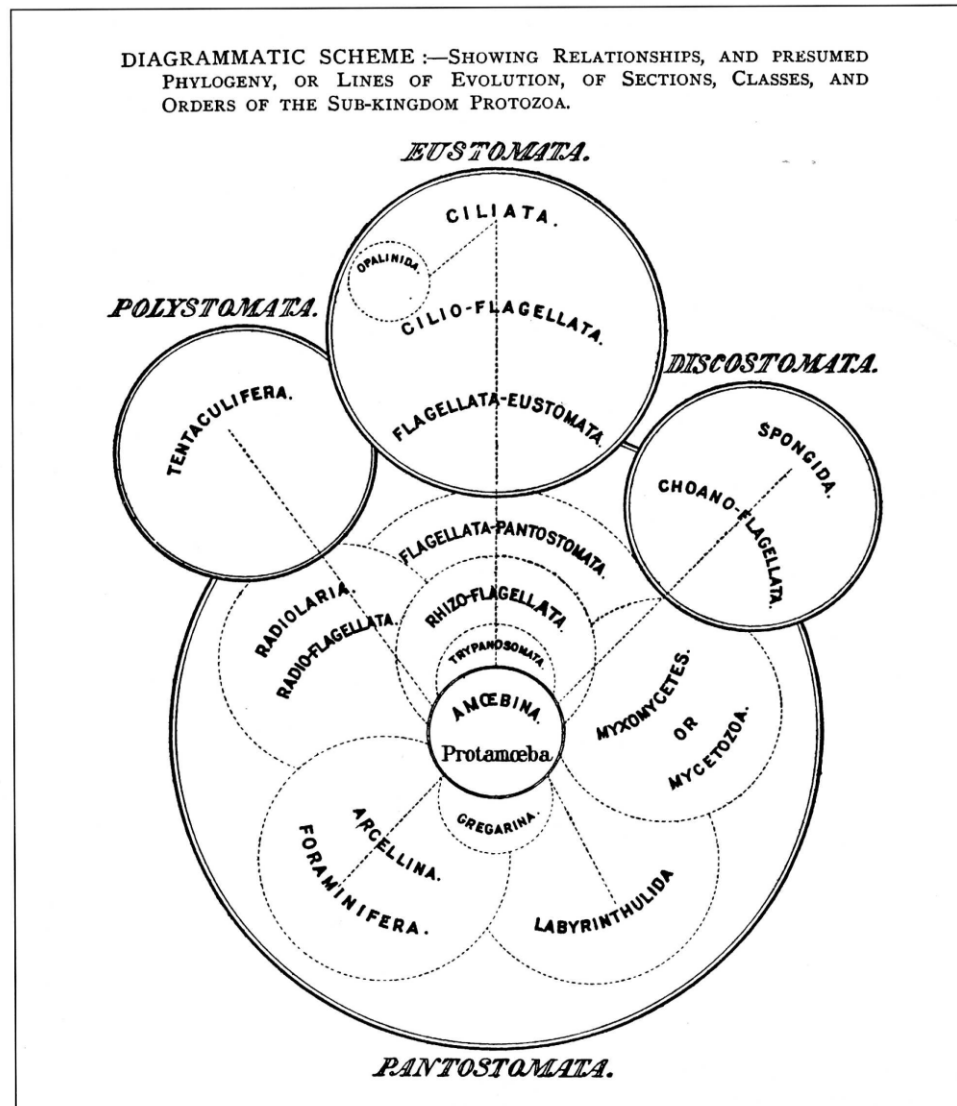 DIAGRAMMATIC SCHEME :—SHOWING RELATIONSHIPS, AND PRESUMED
PHYLOGENY, OR LINES OF EVOLUTION, OF SECTIONS, CLASSES, AND
ORDERS OF THE SUB-KINGDOM PROTOZOA.
EUSTOMATA.
CILIATA.
OPALINIDA.
CILIO-FLAGELLATA.
FLAGELLATA-EUSTOMATA.
POLYSTOMATA.
TENTACULIFERA.
DISCOSTOMATA.
SPONGIDA.
CHOANO-FLAGELLATA.
FLAGELLATA-PANTOSTOMATA.
RHIZO-FLAGELLATA.
TRYPANOSOMATA.
RADIOLARIA.
RADIO-FLAGELLATA.
AMŒBINA.
Protamœba
MYXOMYCETES.
OR
MYCETOZOA.
GREGARINA.
ARCELLINA.
FORAMINIFERA.
LABYRINTHULIDA
PANTOSTOMATA.